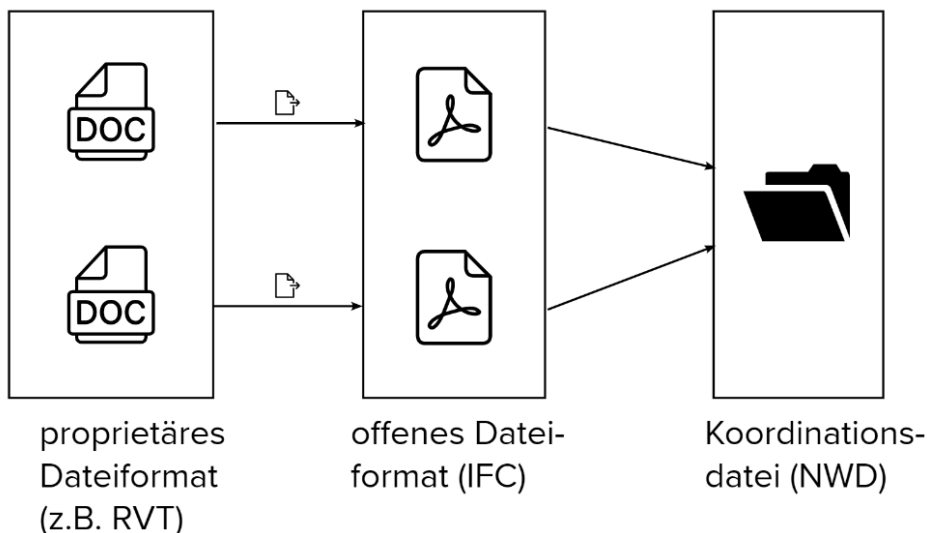 DOC
DOC
proprietäres
Dateiformat
(z.B. RVT)
offenes Datei-
format (IFC)
Koordinations-
datei (NWD)